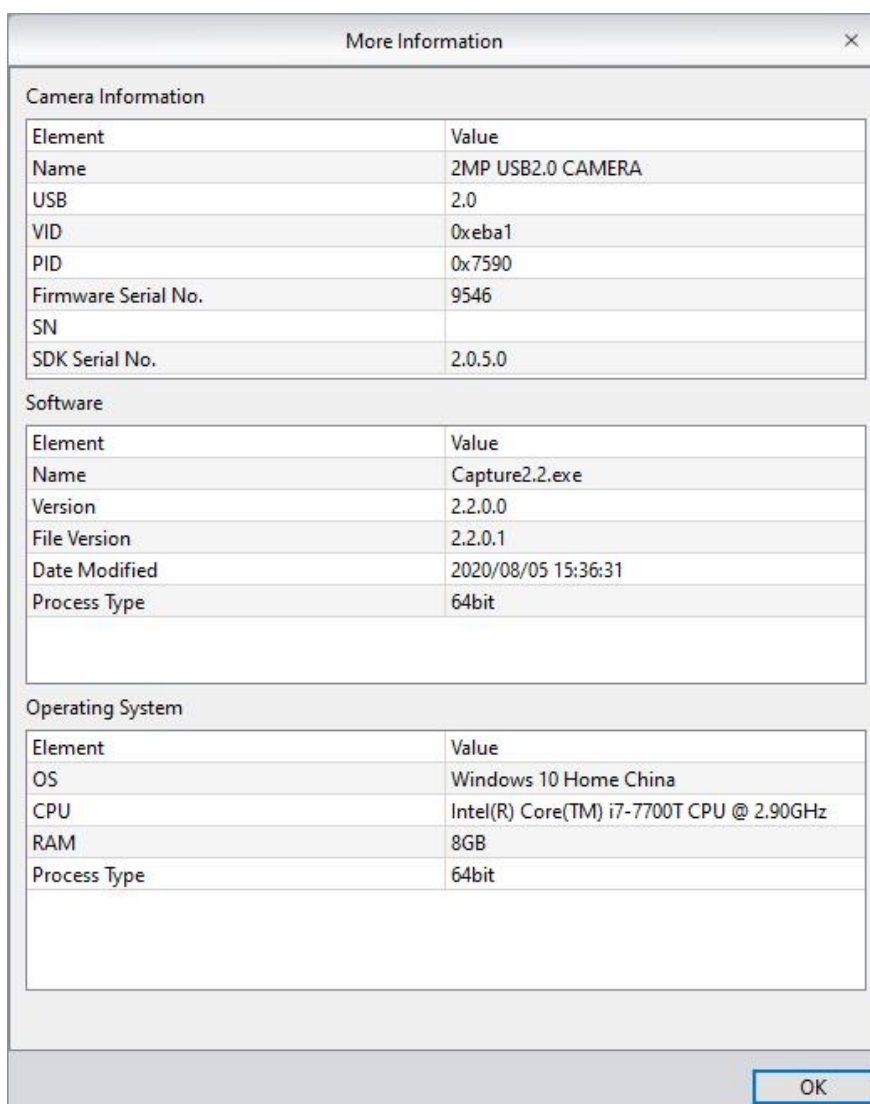 More Information
Camera Information
Element Value
Name 2MP USB2.0 CAMERA
USB 2.0
VID 0xeba1
PID 0x7590
Firmware Serial No. 9546
SN
SDK Serial No. 2.0.5.0
Software
Element Value
Name Capture2.2.exe
Version 2.2.0.0
File Version 2.2.0.1
Date Modified 2020/08/05 15:36:31
Process Type 64bit
Operating System
Element Value
OS Windows 10 Home China
CPU Intel(R) Core(TM) i7-7700T CPU @ 2.90GHz
RAM 8GB
Process Type 64bit
OK